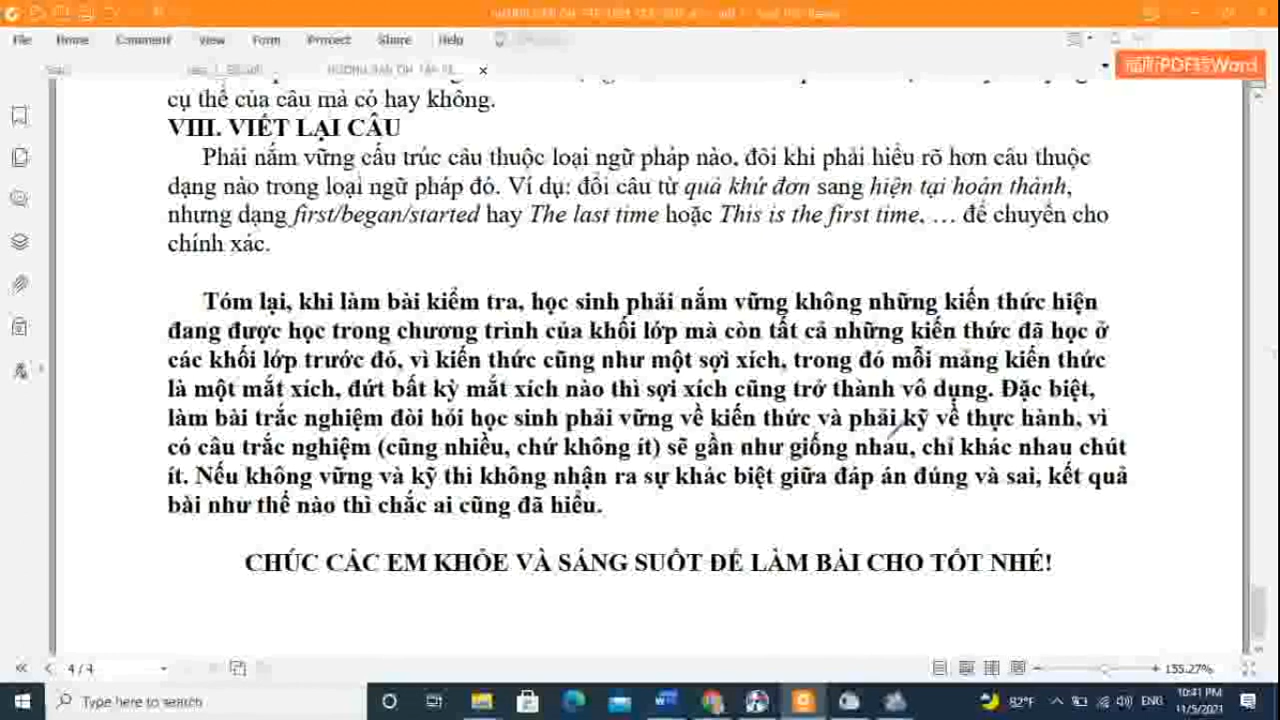 File Home Comment View Form Protect Share Help
福昕PDF转Word
cụ thể của câu mà có hay không.
VIII. VIẾT LẠI CÂU
Phải nắm vững cấu trúc câu thuộc loại ngữ pháp nào, đôi khi phải hiểu rõ hơn câu thuộc
dạng nào trong loại ngữ pháp đó. Ví dụ: đổi câu từ quá khứ đơn sang hiện tại hoàn thành,
nhưng dạng first/began/started hay The last time hoặc This is the first time, … để chuyển cho
chính xác.
Tóm lại, khi làm bài kiểm tra, học sinh phải nắm vững không những kiến thức hiện
đang được học trong chương trình của khối lớp mà còn tất cả những kiến thức đã học ở
các khối lớp trước đó, vì kiến thức cũng như một sợi xích, trong đó mỗi mảng kiến thức
là một mắt xích, đứt bất kỳ mắt xích nào thì sợi xích cũng trở thành vô dụng. Đặc biệt,
làm bài trắc nghiệm đòi hỏi học sinh phải vững về kiến thức và phải kỹ về thực hành, vì
có câu trắc nghiệm (cũng nhiều, chứ không ít) sẽ gần như giống nhau, chỉ khác nhau chút
ít. Nếu không vững và kỹ thì không nhận ra sự khác biệt giữa đáp án đúng và sai, kết quả
bài như thế nào thì chắc ai cũng đã hiểu.
CHÚC CÁC EM KHỎE VÀ SÁNG SUỐT ĐỂ LÀM BÀI CHO TỐT NHÉ!
4 / 4
155.27%
Type here to search
82°F
ENG
10:41 PM
11/5/2021